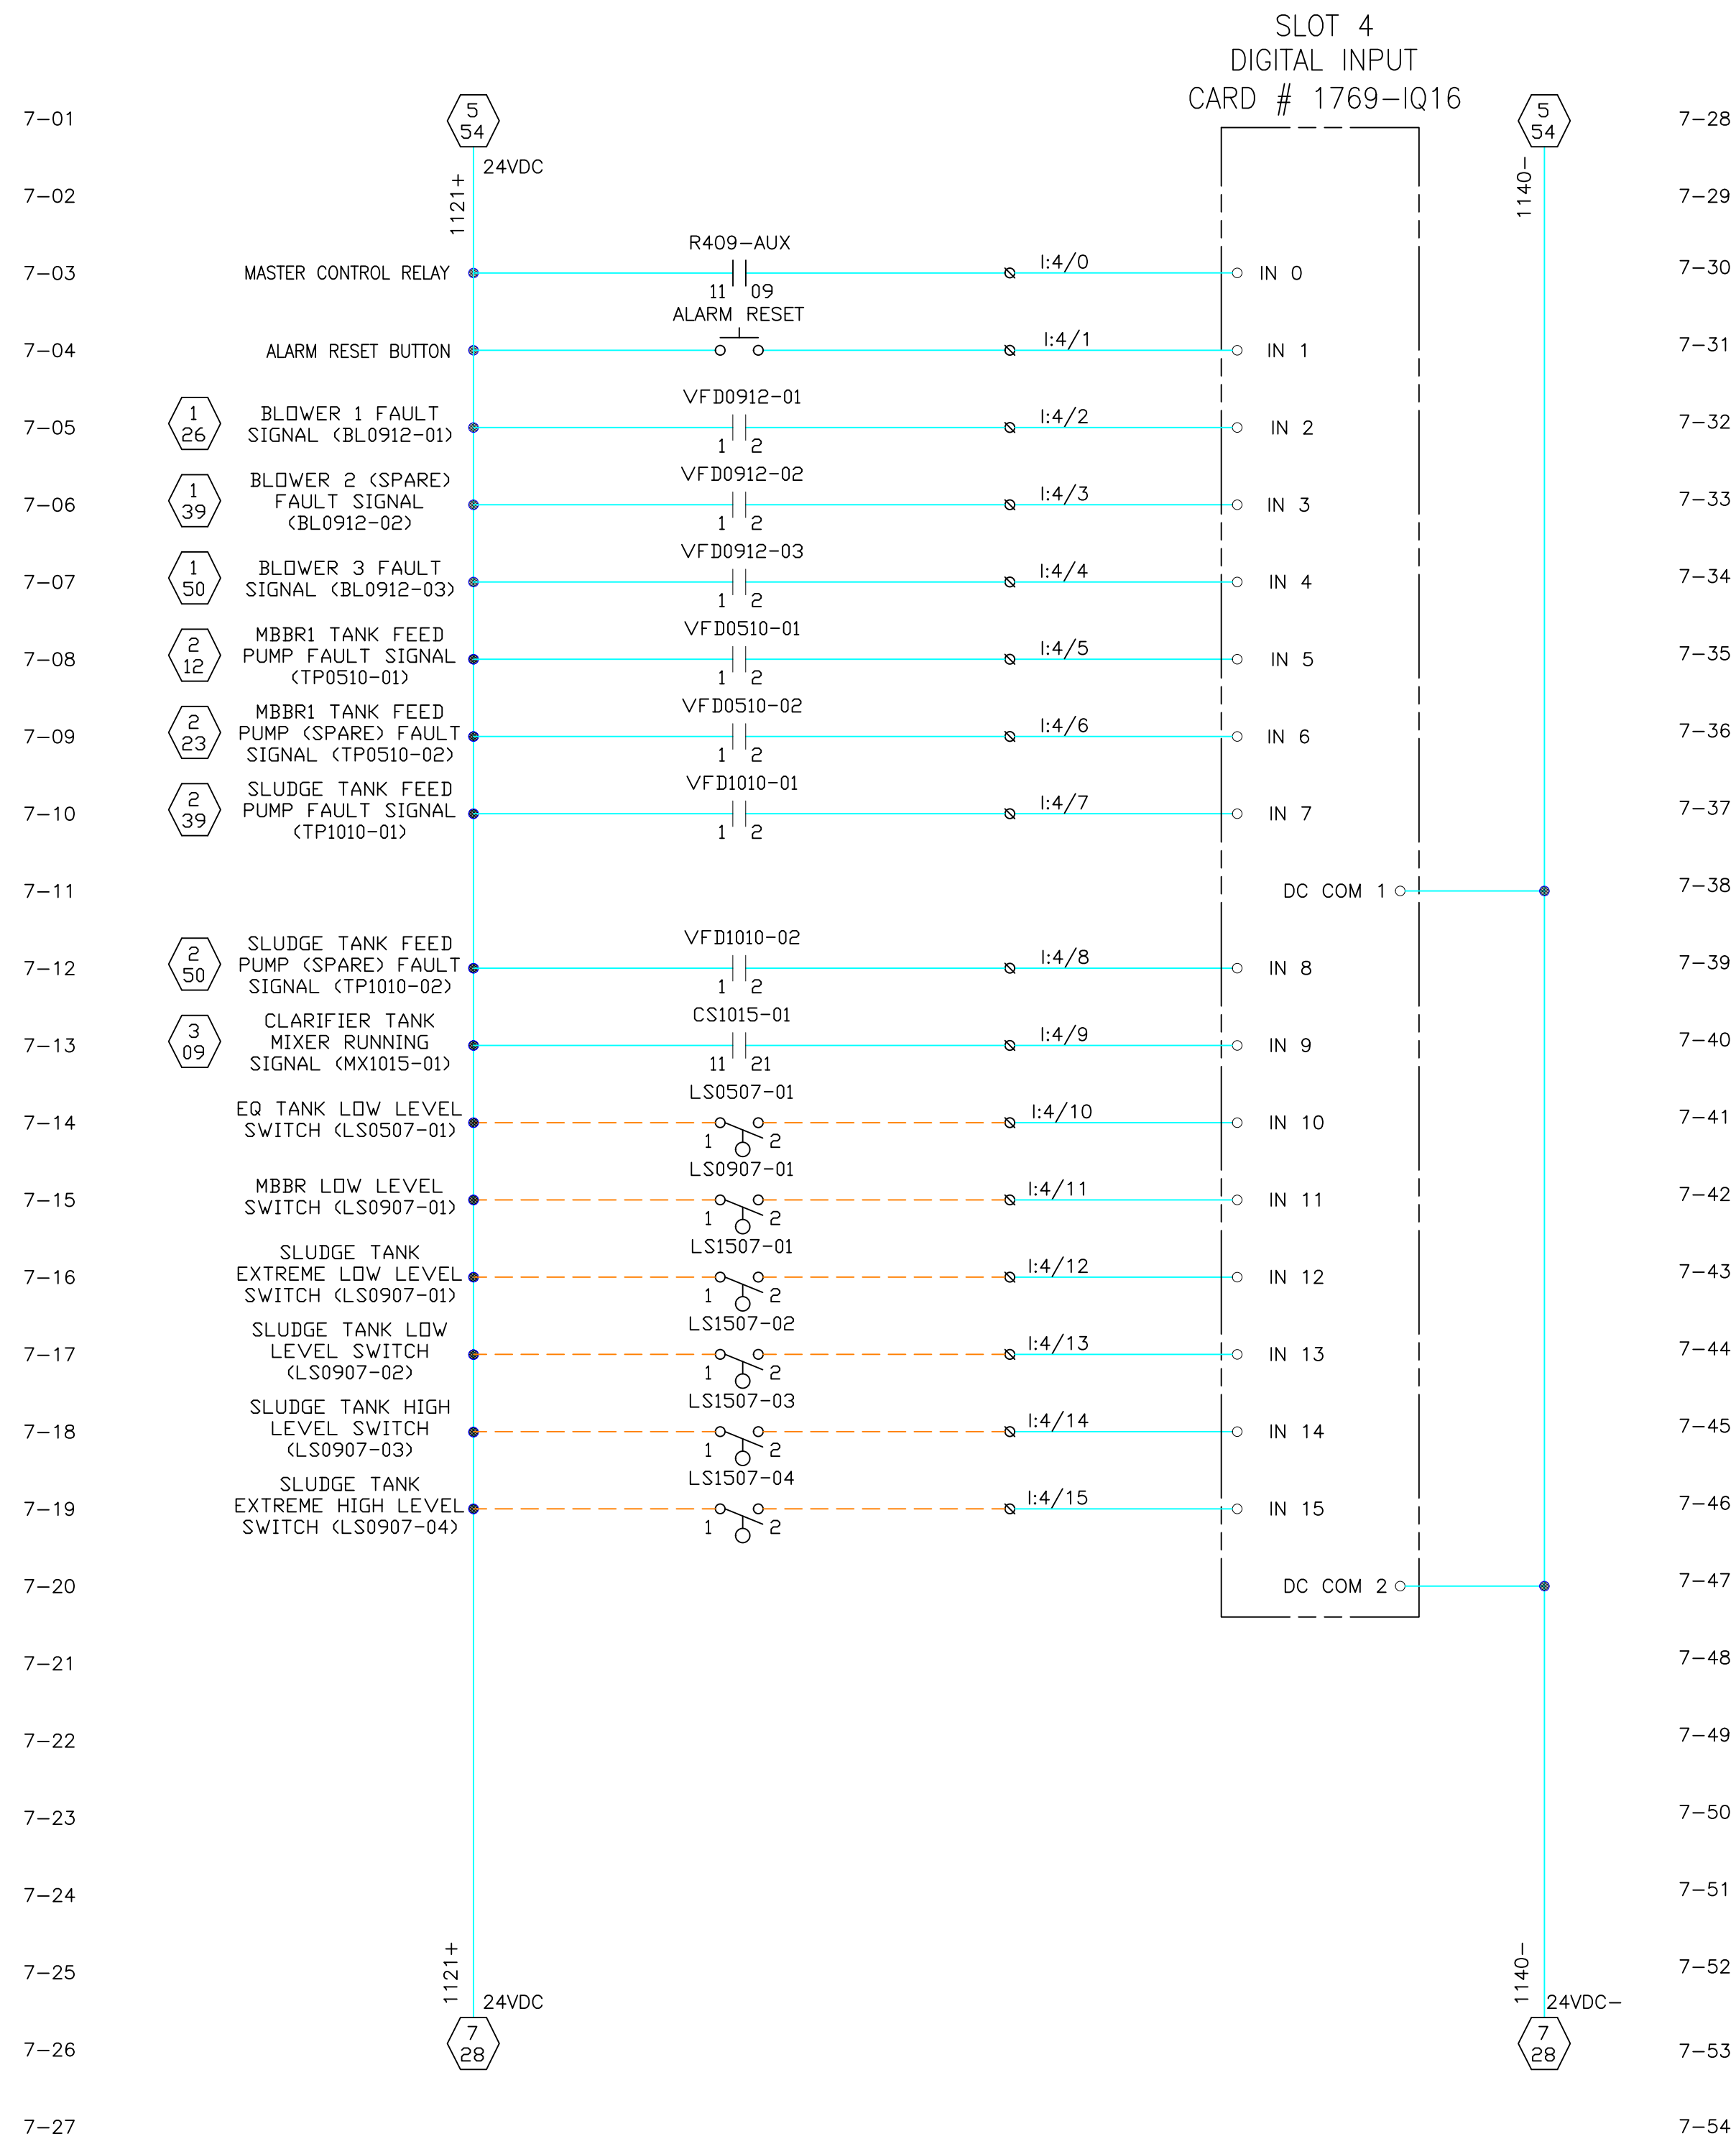 SLOT 4
DIGITAL INPUT
CARD # 1769-IQ16
7-01
5
54
5
54
7-28
24VDC
7-02
1121+
1140-
7-29
R409-AUX
7-03
MASTER CONTROL RELAY
I:4/0
IN 0
7-30
11 09
ALARM RESET
7-04
ALARM RESET BUTTON
I:4/1
IN 1
7-31
VFD0912-01
7-05
1
26
BLOWER 1 FAULT
SIGNAL (BL0912-01)
I:4/2
IN 2
7-32
1 2
VFD0912-02
7-06
1
39
BLOWER 2 (SPARE)
FAULT SIGNAL
(BL0912-02)
I:4/3
IN 3
7-33
1 2
VFD0912-03
7-07
1
50
BLOWER 3 FAULT
SIGNAL (BL0912-03)
I:4/4
IN 4
7-34
1 2
VFD0510-01
7-08
2
12
MBBR1 TANK FEED
PUMP FAULT SIGNAL
(TP0510-01)
I:4/5
IN 5
7-35
1 2
VFD0510-02
7-09
2
23
MBBR1 TANK FEED
PUMP (SPARE) FAULT
SIGNAL (TP0510-02)
I:4/6
IN 6
7-36
1 2
VFD1010-01
7-10
2
39
SLUDGE TANK FEED
PUMP FAULT SIGNAL
(TP1010-01)
I:4/7
IN 7
7-37
1 2
7-11
DC COM 1
7-38
VFD1010-02
7-12
2
50
SLUDGE TANK FEED
PUMP (SPARE) FAULT
SIGNAL (TP1010-02)
I:4/8
IN 8
7-39
1 2
CS1015-01
7-13
3
09
CLARIFIER TANK
MIXER RUNNING
SIGNAL (MX1015-01)
I:4/9
IN 9
7-40
11 21
LS0507-01
7-14
EQ TANK LOW LEVEL
SWITCH (LS0507-01)
I:4/10
IN 10
7-41
1 2
LS0907-01
7-15
MBBR LOW LEVEL
SWITCH (LS0907-01)
I:4/11
IN 11
7-42
1 2
LS1507-01
7-16
SLUDGE TANK
EXTREME LOW LEVEL
SWITCH (LS0907-01)
I:4/12
IN 12
7-43
1 2
LS1507-02
7-17
SLUDGE TANK LOW
LEVEL SWITCH
(LS0907-02)
I:4/13
IN 13
7-44
1 2
LS1507-03
7-18
SLUDGE TANK HIGH
LEVEL SWITCH
(LS0907-03)
I:4/14
IN 14
7-45
1 2
LS1507-04
7-19
SLUDGE TANK
EXTREME HIGH LEVEL
SWITCH (LS0907-04)
I:4/15
IN 15
7-46
1 2
7-20
DC COM 2
7-47
7-21
7-48
7-22
7-49
7-23
7-50
7-24
7-51
7-25
1121+
1140-
7-52
24VDC
24VDC-
7-26
7
28
7
28
7-53
7-27
7-54